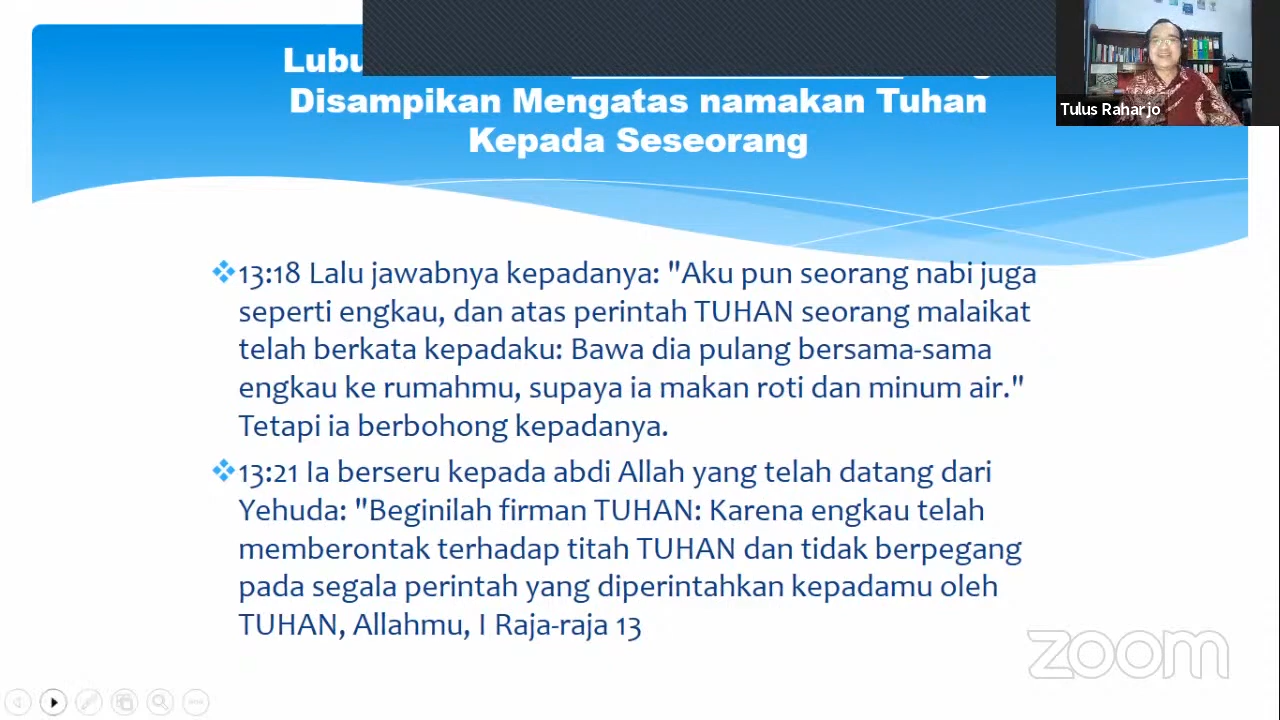 Disampikan Mengatas namakan Tuhan
Kepada Seseorang
Tulus Raharjo
13:18 Lalu jawabnya kepadanya: "Aku pun seorang nabi juga
seperti engkau, dan atas perintah TUHAN seorang malaikat
telah berkata kepadaku: Bawa dia pulang bersama-sama
engkau ke rumahmu, supaya ia makan roti dan minum air."
Tetapi ia berbohong kepadanya.
13:21 Ia berseru kepada abdi Allah yang telah datang dari
Yehuda: "Beginilah firman TUHAN: Karena engkau telah
memberontak terhadap titah TUHAN dan tidak berpegang
pada segala perintah yang diperintahkan kepadamu oleh
TUHAN, Allahmu, I Raja-raja 13
zoom